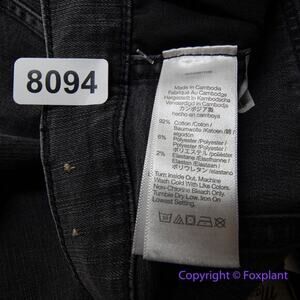 8094
Made in Cambodia
Fabriqué au Cambodge
Hergestellt in Kambodscha
Vervaardigd in Cambodja
カンボジア製
hecho en camboya
92% Cotton /Coton /
Baumwolle /Katoen /綿 /
algodón
6% Polyester /Polyester /
Polyester /Polyester /
ポリエステル /poliéster
2% Elastane /Élasthanne /
Elastan /Elastaan /
ポリウレタン /elastano
Turn Inside Out. Machine
Wash Cold With Like Colors.
Non-Chlorine Bleach Only.
Tumble Dry Low. Iron On
Lowest Setting.
Copyright © Foxplant